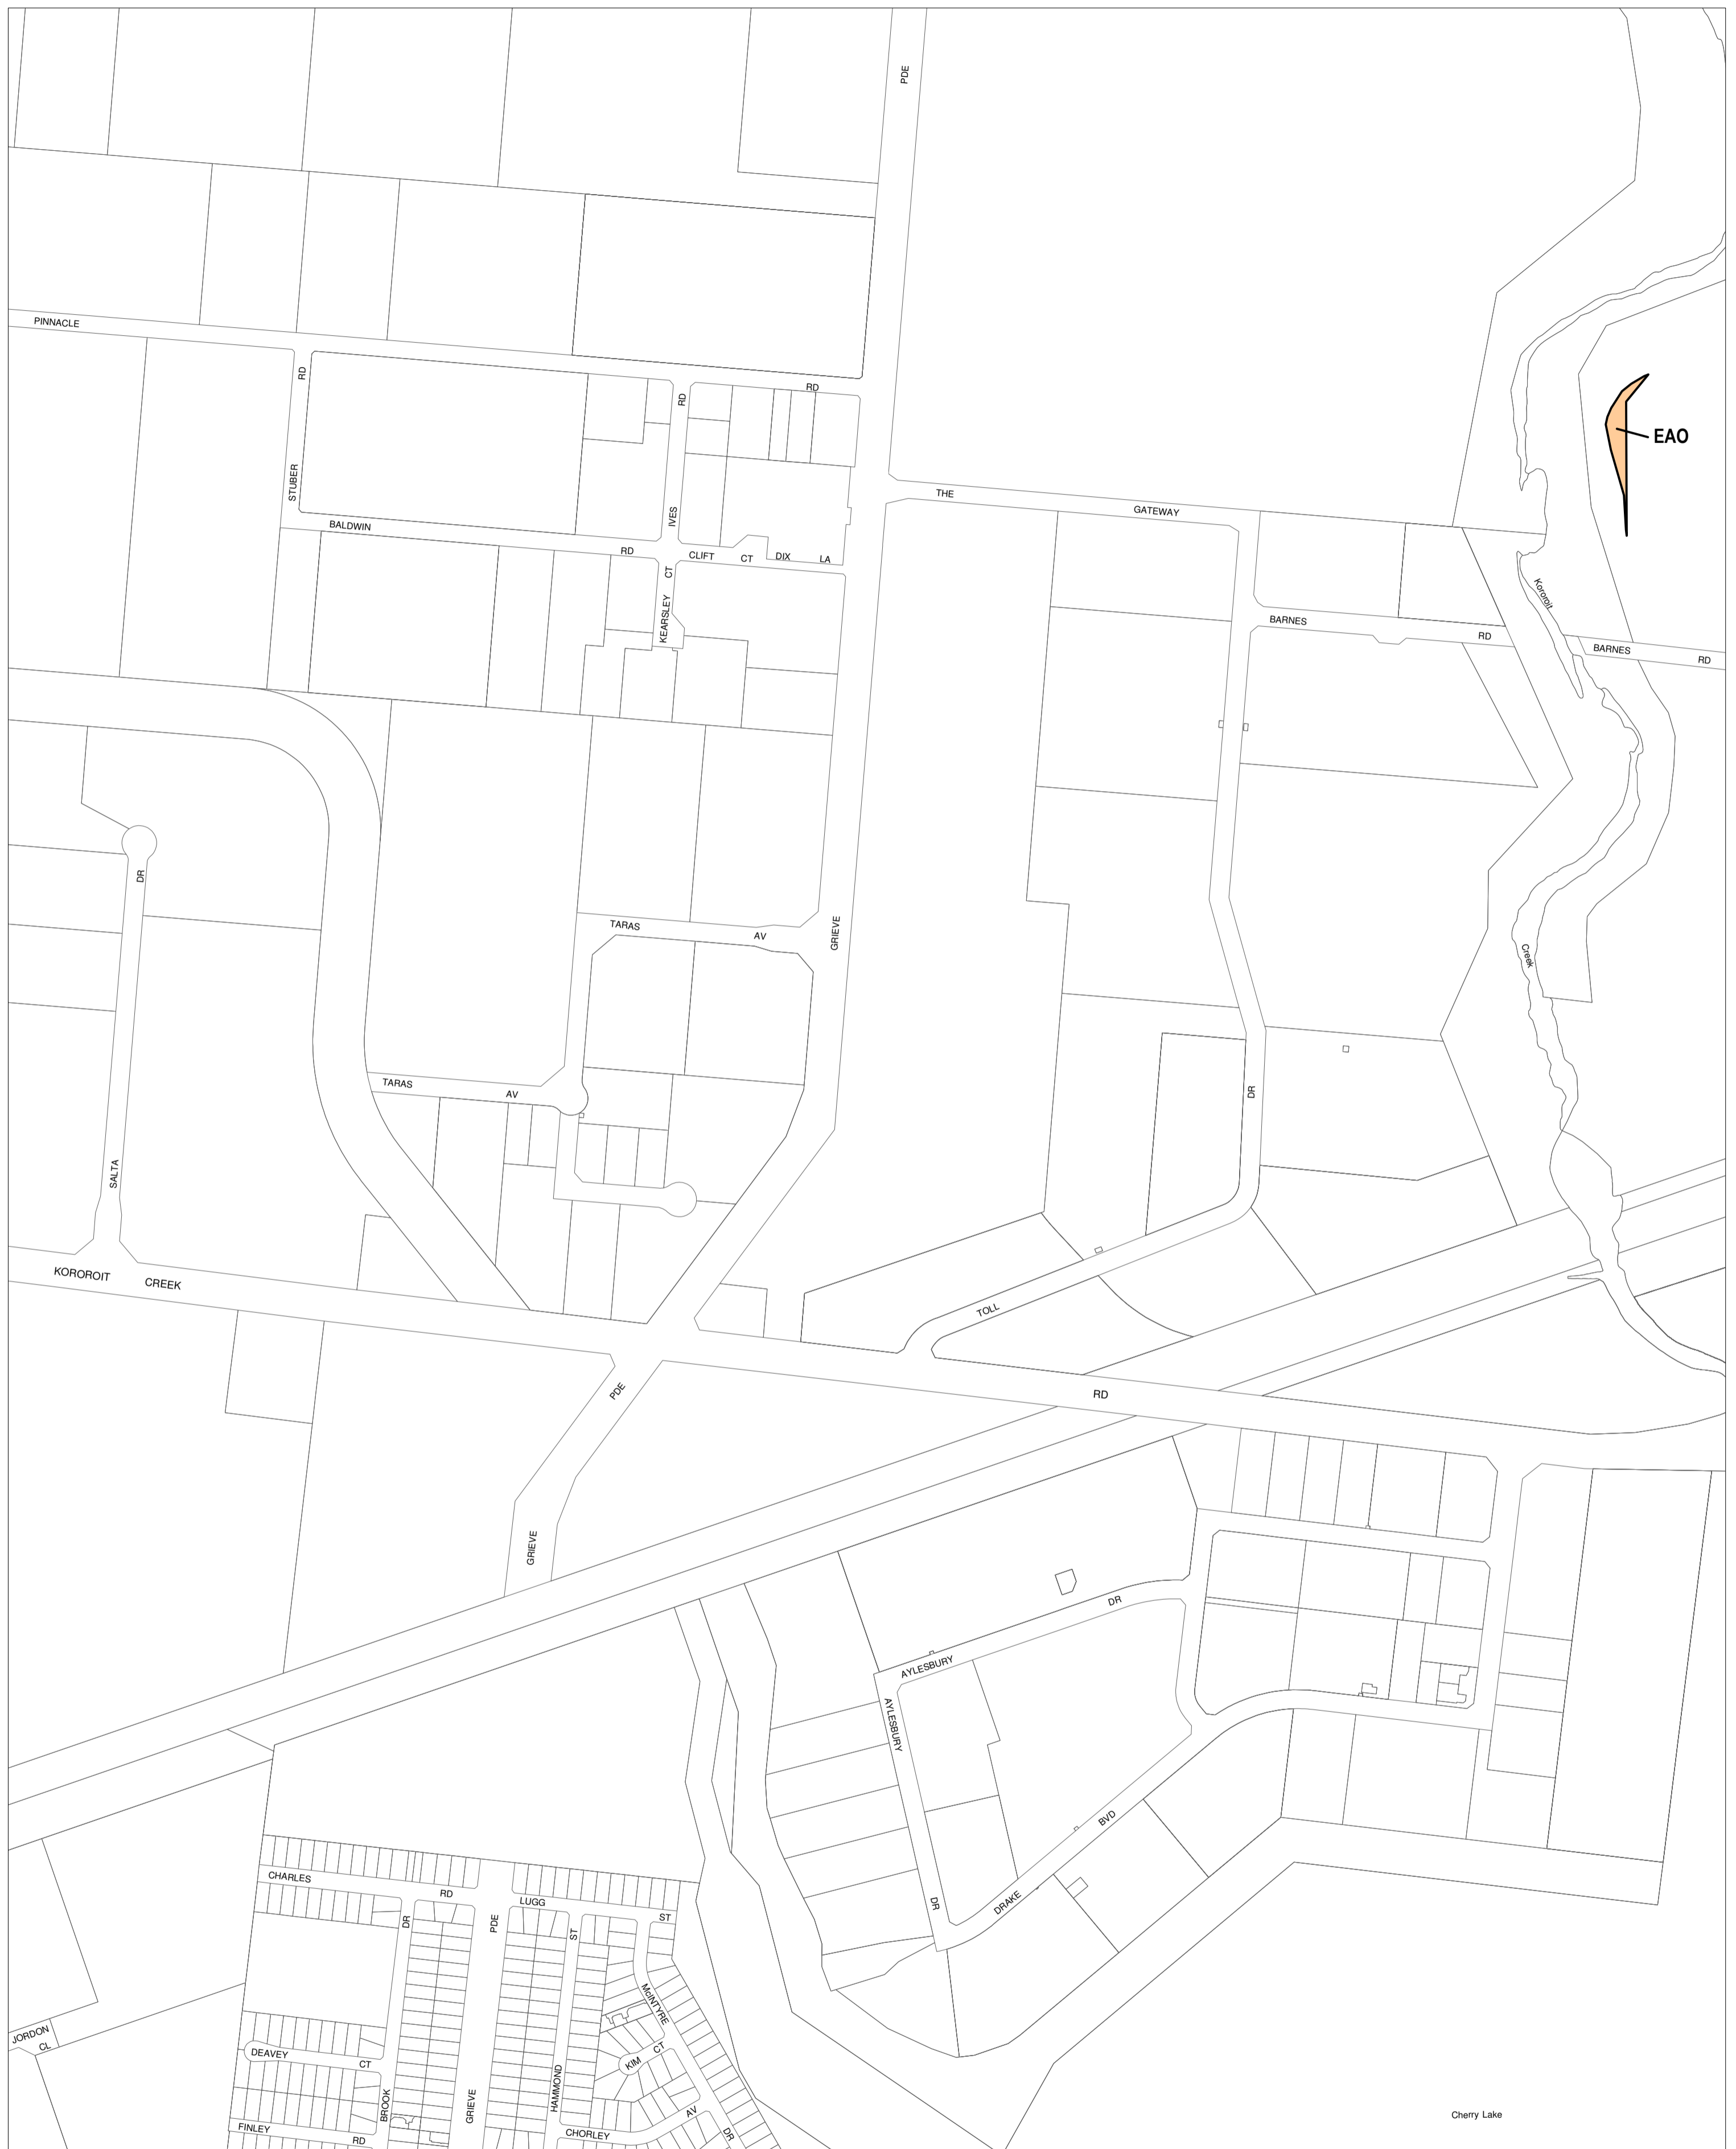 PDE
PINNACLE
RD
RD
RD
EAO
STUBER
IVES
THE
GATEWAY
BALDWIN
RD
CLIFT
CT
DIX
LA
CT
KEARSLEY
Kororoit
BARNES
RD
BARNES
RD
DR
TARAS
AV
GRIEVE
Creek
TARAS
AV
DR
SALTA
KOROROIT
CREEK
TOLL
PDE
RD
GRIEVE
DR
AYLESBURY
AYLESBURY
BVD
DRAKE
DR
CHARLES
RD
LUGG
ST
DR
PDE
ST
McINTYRE
JORDON
CL
DEAVEY
CT
KIM
CT
BROOK
GRIEVE
HAMMOND
AV
FINLEY
RD
CHORLEY
DR
Cherry Lake